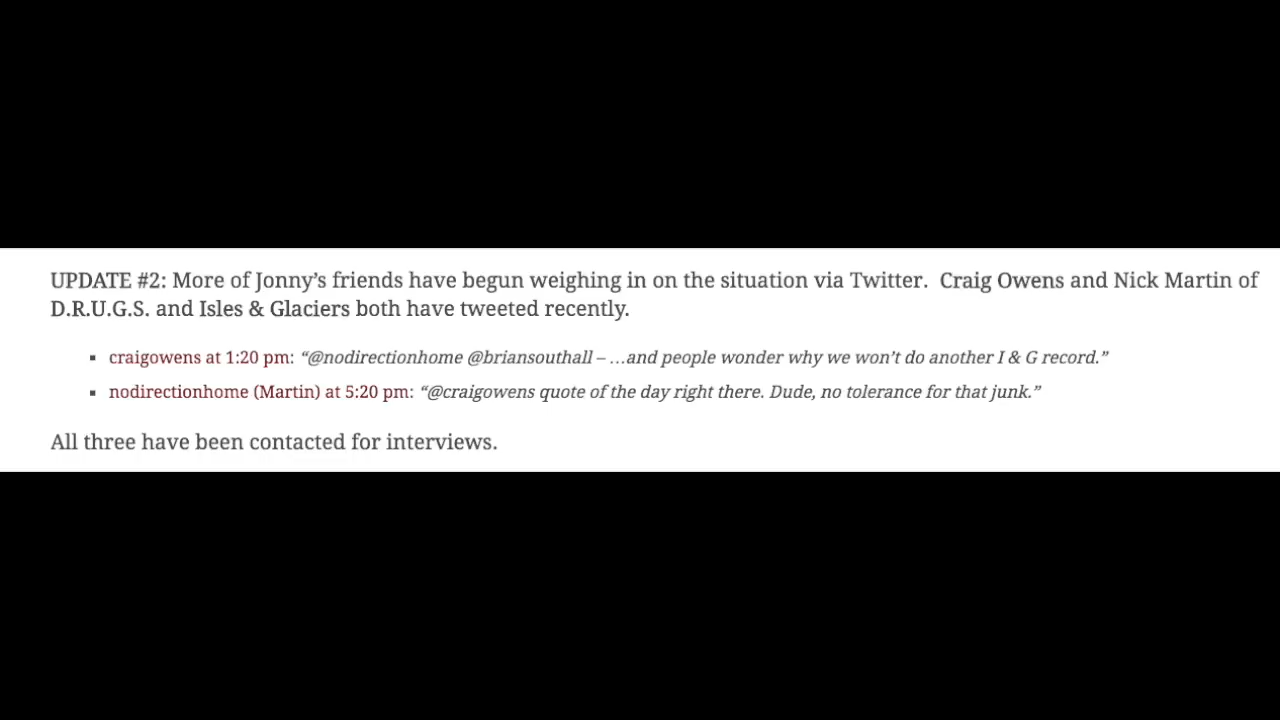 UPDATE #2: More of Jonny’s friends have begun weighing in on the situation via Twitter.  Craig Owens and Nick Martin of
D.R.U.G.S. and Isles & Glaciers both have tweeted recently.
▪ craigowens at 1:20 pm: “@nodirectionhome @briansouthall – …and people wonder why we won’t do another I & G record.”
▪ nodirectionhome (Martin) at 5:20 pm: “@craigowens quote of the day right there. Dude, no tolerance for that junk.”
All three have been contacted for interviews.